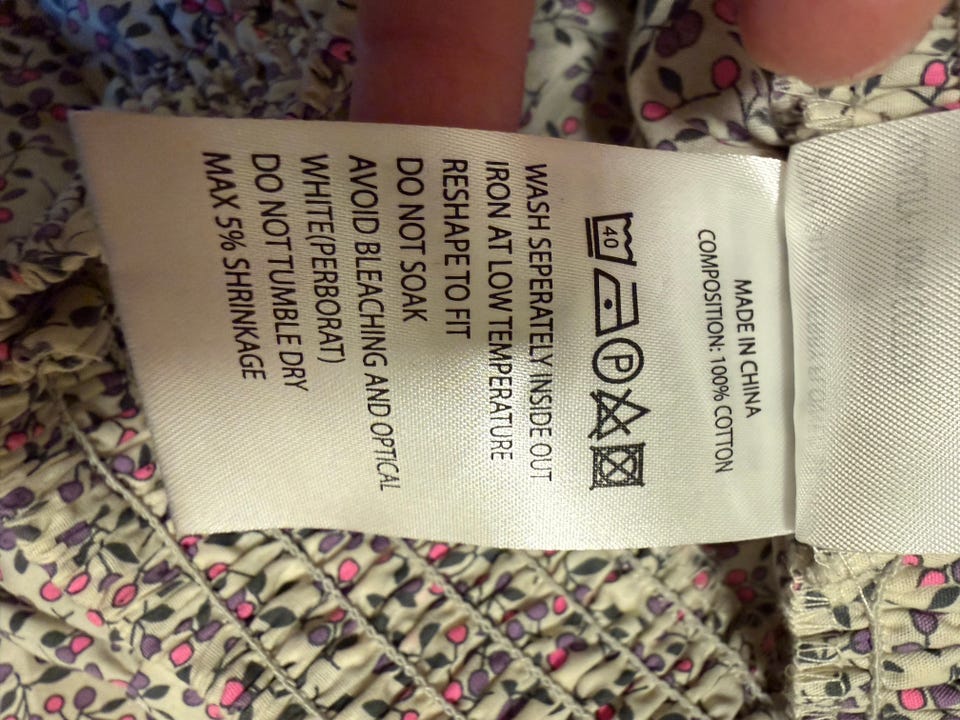 MADE IN CHINA
COMPOSITION: 100% COTTON
40
P
WASH SEPERATELY INSIDE OUT
IRON AT LOW TEMPERATURE
RESHAPE TO FIT
DO NOT SOAK
AVOID BLEACHING AND OPTICAL
WHITE(PERBORAT)
DO NOT TUMBLE DRY
MAX 5% SHRINKAGE